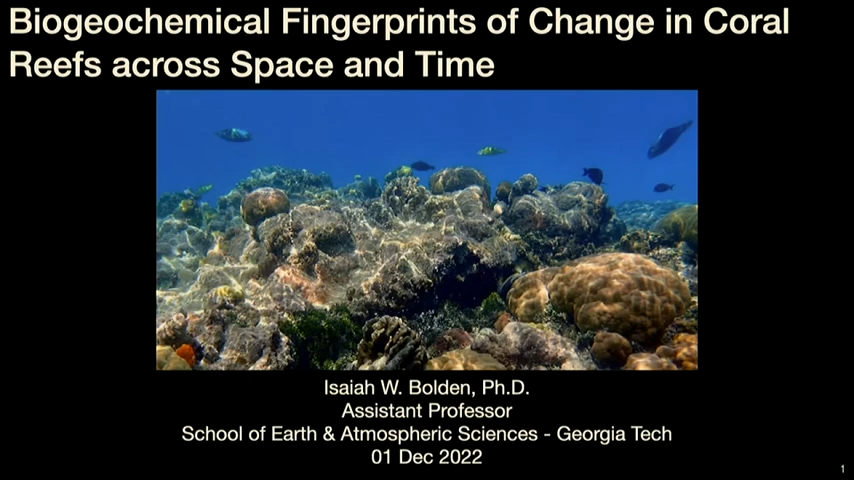 Biogeochemical Fingerprints of Change in Coral
Reefs across Space and Time
Isaiah W. Bolden, Ph.D.
Assistant Professor
School of Earth & Atmospheric Sciences - Georgia Tech
01 Dec 2022
1